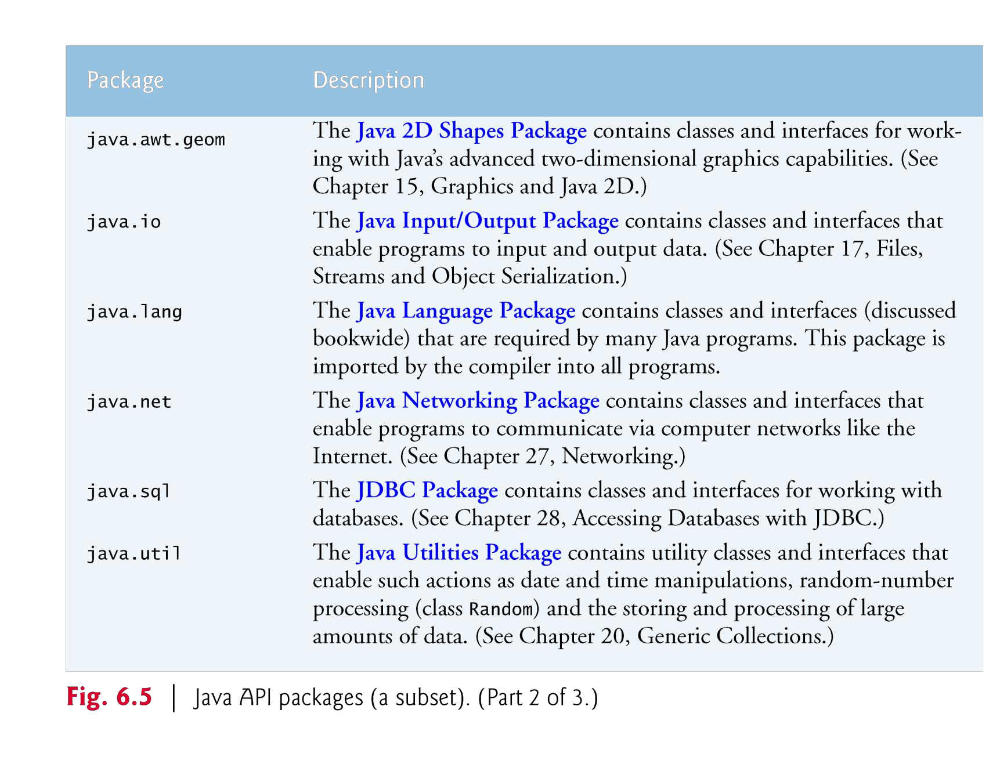 Package Description
java.awt.geom The Java 2D Shapes Package contains classes and interfaces for work-
ing with Java’s advanced two-dimensional graphics capabilities. (See
Chapter 15, Graphics and Java 2D.)
java.io The Java Input/Output Package contains classes and interfaces that
enable programs to input and output data. (See Chapter 17, Files,
Streams and Object Serialization.)
java.lang The Java Language Package contains classes and interfaces (discussed
bookwide) that are required by many Java programs. This package is
imported by the compiler into all programs.
java.net The Java Networking Package contains classes and interfaces that
enable programs to communicate via computer networks like the
Internet. (See Chapter 27, Networking.)
java.sql The JDBC Package contains classes and interfaces for working with
databases. (See Chapter 28, Accessing Databases with JDBC.)
java.util The Java Utilities Package contains utility classes and interfaces that
enable such actions as date and time manipulations, random-number
processing (class Random) and the storing and processing of large
amounts of data. (See Chapter 20, Generic Collections.)
Fig. 6.5 | Java API packages (a subset). (Part 2 of 3.)